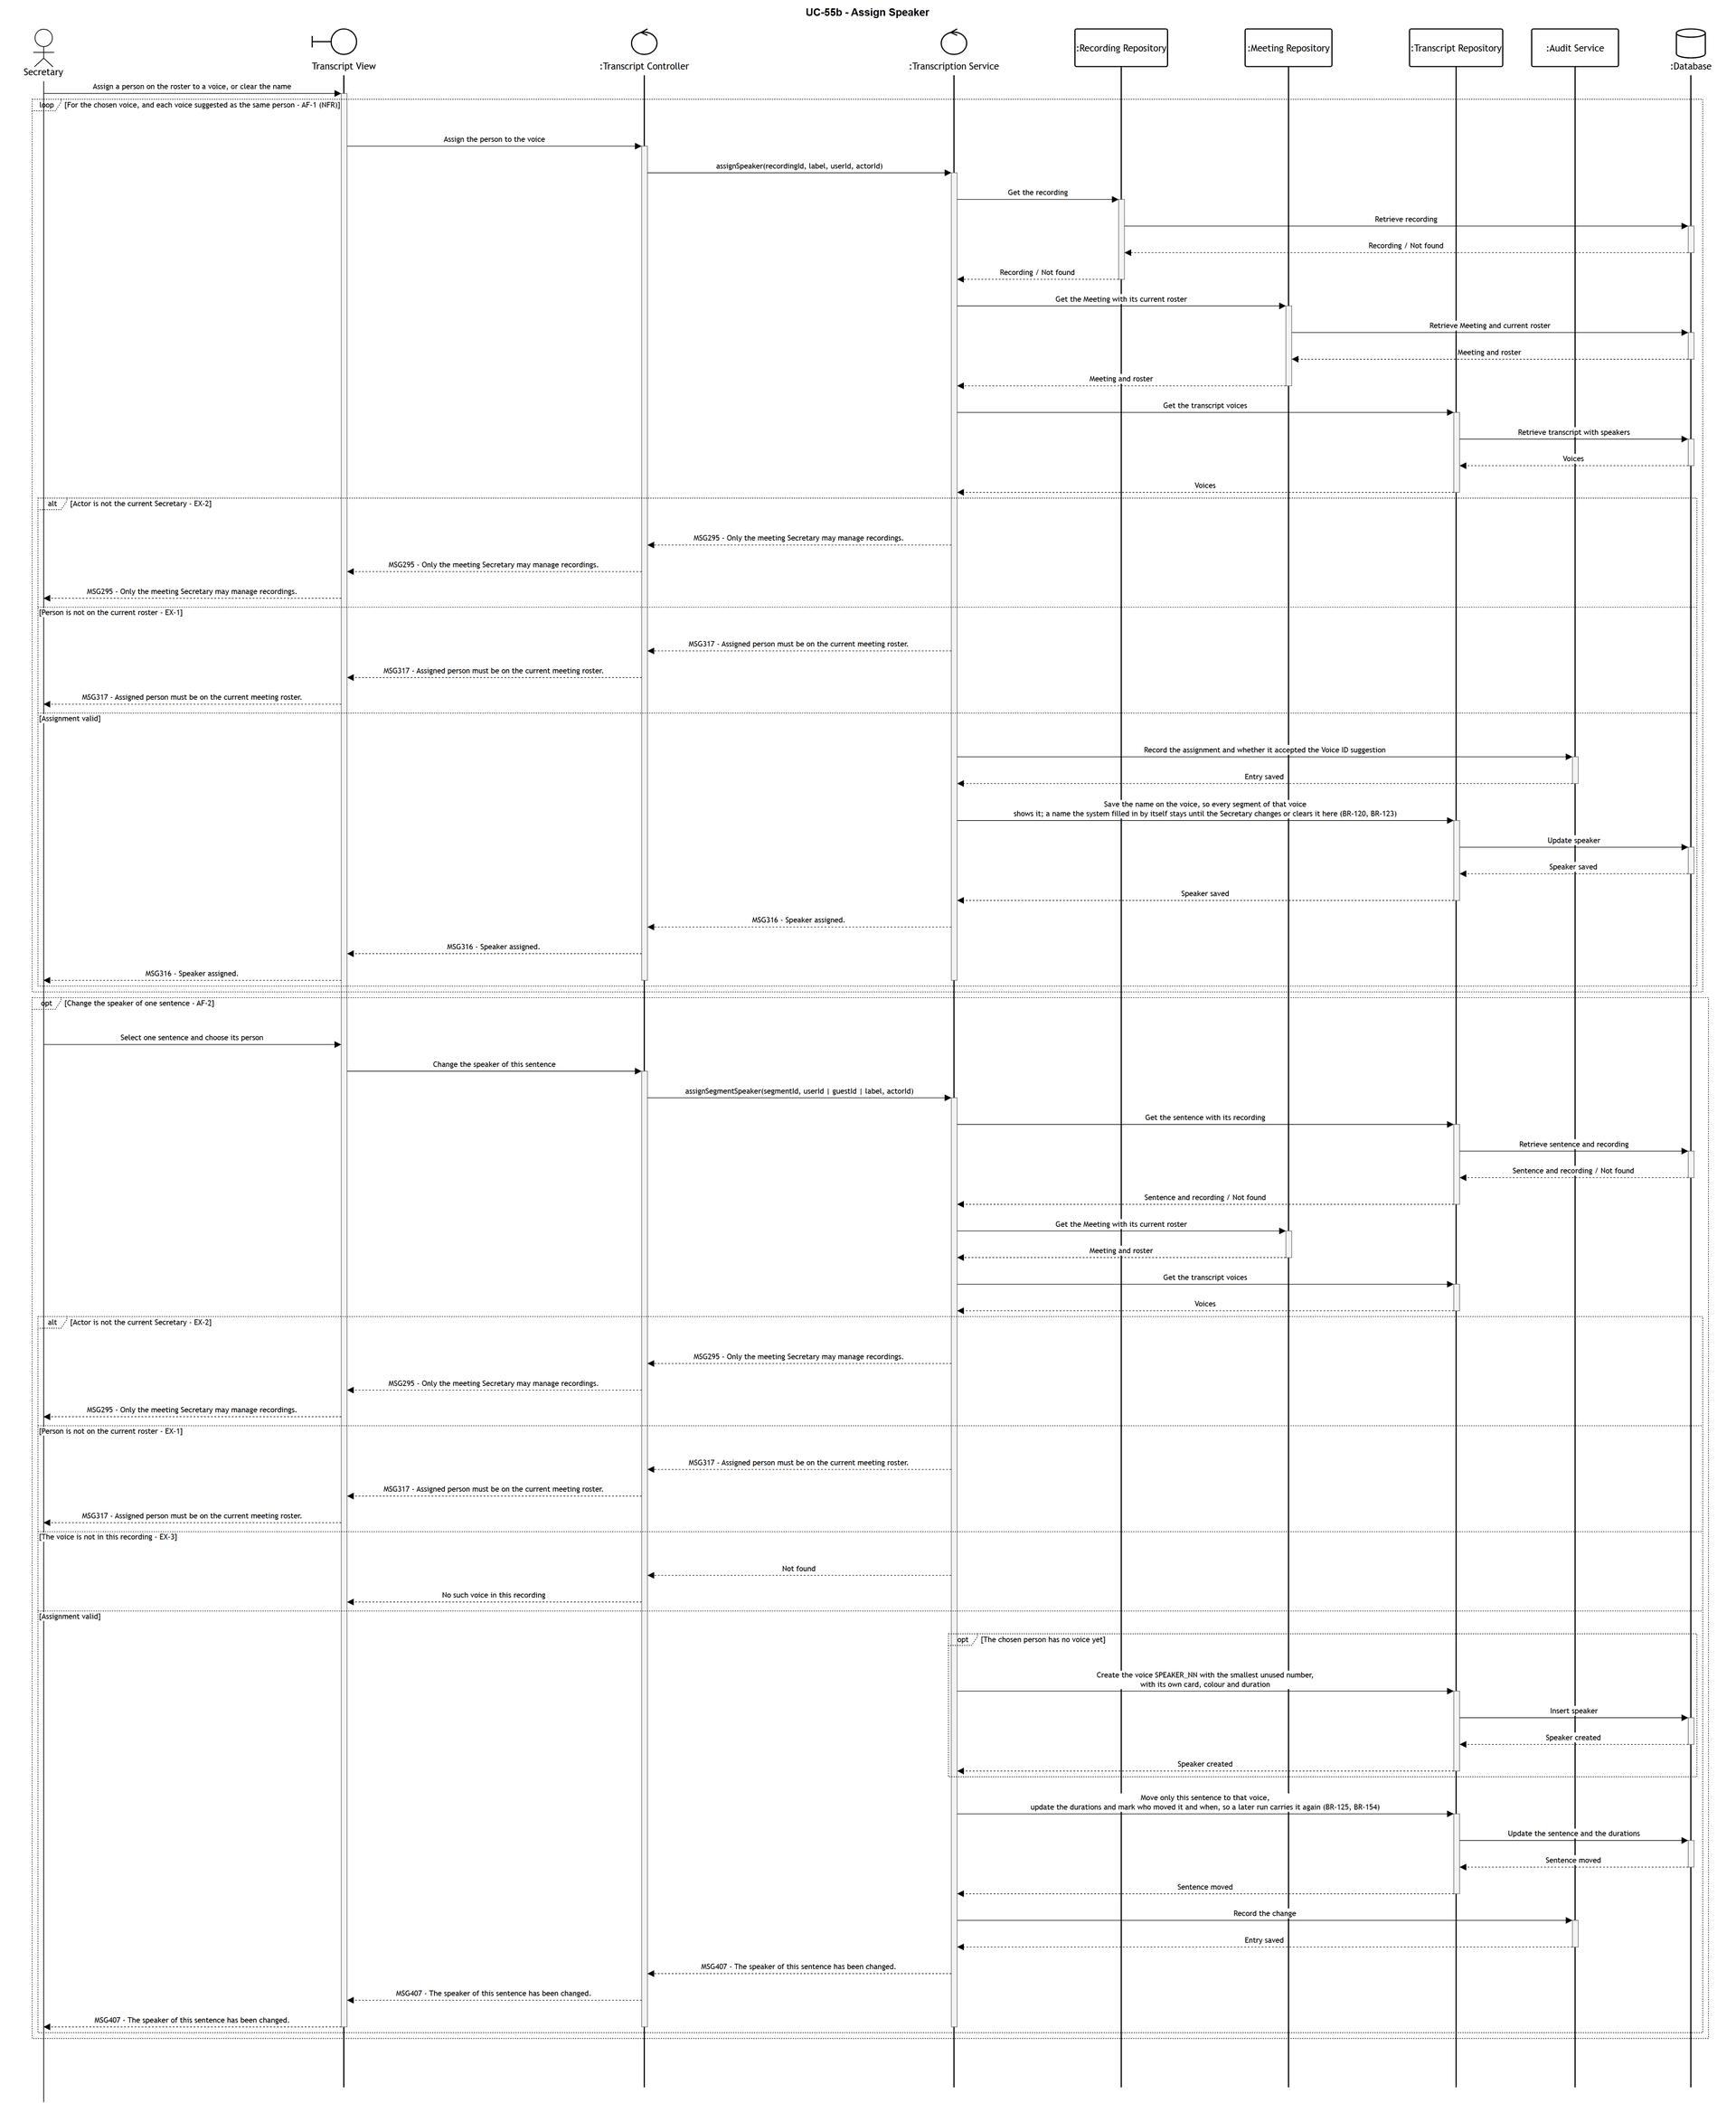 UC-55b - Assign Speaker
Secretary
Transcript View
:Transcript Controller
:Transcription Service
:Recording Repository
:Meeting Repository
:Transcript Repository
:Audit Service
:Database
Assign a person on the roster to a voice, or clear the name
loop
[For the chosen voice, and each voice suggested as the same person - AF-1 (NFR)]
Assign the person to the voice
assignSpeaker(recordingId, label, userId, actorId)
Get the recording
Retrieve recording
Recording / Not found
Recording / Not found
Get the Meeting with its current roster
Retrieve Meeting and current roster
Meeting and roster
Meeting and roster
Get the transcript voices
Retrieve transcript with speakers
Voices
Voices
alt
[Actor is not the current Secretary - EX-2]
MSG295 - Only the meeting Secretary may manage recordings.
MSG295 - Only the meeting Secretary may manage recordings.
MSG295 - Only the meeting Secretary may manage recordings.
[Person is not on the current roster - EX-1]
MSG317 - Assigned person must be on the current meeting roster.
MSG317 - Assigned person must be on the current meeting roster.
MSG317 - Assigned person must be on the current meeting roster.
[Assignment valid]
Record the assignment and whether it accepted the Voice ID suggestion
Entry saved
Save the name on the voice, so every segment of that voice
shows it; a name the system filled in by itself stays until the Secretary changes or clears it here (BR-120, BR-123)
Update speaker
Speaker saved
Speaker saved
MSG316 - Speaker assigned.
MSG316 - Speaker assigned.
MSG316 - Speaker assigned.
opt
[Change the speaker of one sentence - AF-2]
Select one sentence and choose its person
Change the speaker of this sentence
assignSegmentSpeaker(segmentId, userId | guestId | label, actorId)
Get the sentence with its recording
Retrieve sentence and recording
Sentence and recording / Not found
Sentence and recording / Not found
Get the Meeting with its current roster
Meeting and roster
Get the transcript voices
Voices
alt
[Actor is not the current Secretary - EX-2]
MSG295 - Only the meeting Secretary may manage recordings.
MSG295 - Only the meeting Secretary may manage recordings.
MSG295 - Only the meeting Secretary may manage recordings.
[Person is not on the current roster - EX-1]
MSG317 - Assigned person must be on the current meeting roster.
MSG317 - Assigned person must be on the current meeting roster.
MSG317 - Assigned person must be on the current meeting roster.
[The voice is not in this recording - EX-3]
Not found
No such voice in this recording
[Assignment valid]
opt
[The chosen person has no voice yet]
Create the voice SPEAKER_NN with the smallest unused number,
with its own card, colour and duration
Insert speaker
Speaker created
Speaker created
Move only this sentence to that voice,
update the durations and mark who moved it and when, so a later run carries it again (BR-125, BR-154)
Update the sentence and the durations
Sentence moved
Sentence moved
Record the change
Entry saved
MSG407 - The speaker of this sentence has been changed.
MSG407 - The speaker of this sentence has been changed.
MSG407 - The speaker of this sentence has been changed.